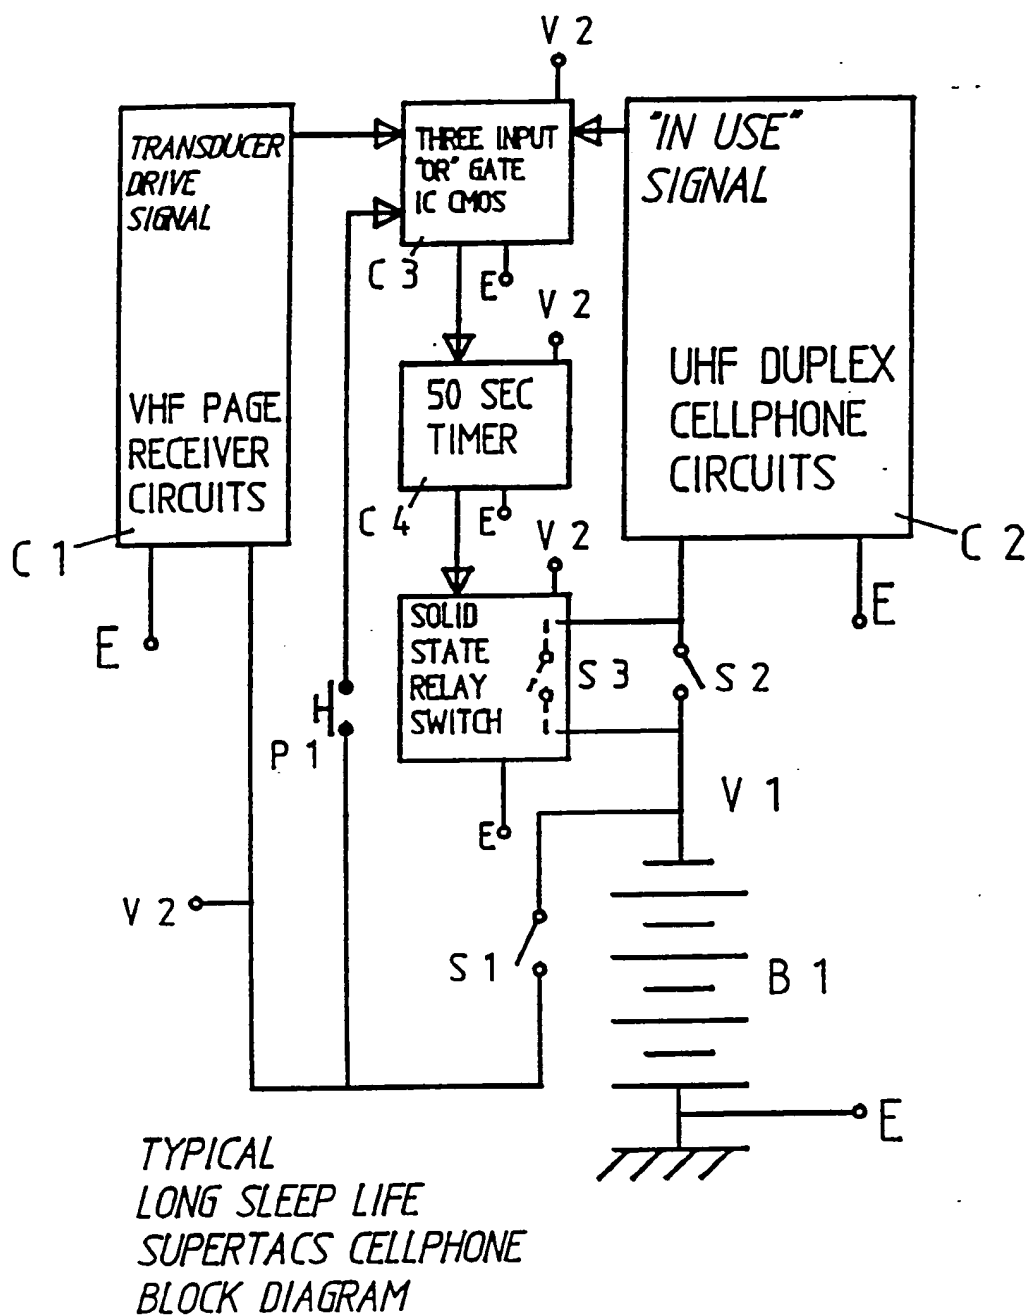 V 2
TRANSDUCER
DRIVE
SIGNAL
THREE INPUT
"OR" GATE
IC CMOS
"IN USE"
SIGNAL
C 3
E
V 2
VHF PAGE
RECEIVER
CIRCUITS
50 SEC
TIMER
UHF DUPLEX
CELLPHONE
CIRCUITS
C 1
C 4
E
V 2
C 2
E
E
SOLID
STATE
RELAY
SWITCH
S 3
S 2
P 1
E
V 1
V 2
S 1
B 1
E
TYPICAL
LONG SLEEP LIFE
SUPERTACS CELLPHONE
BLOCK DIAGRAM